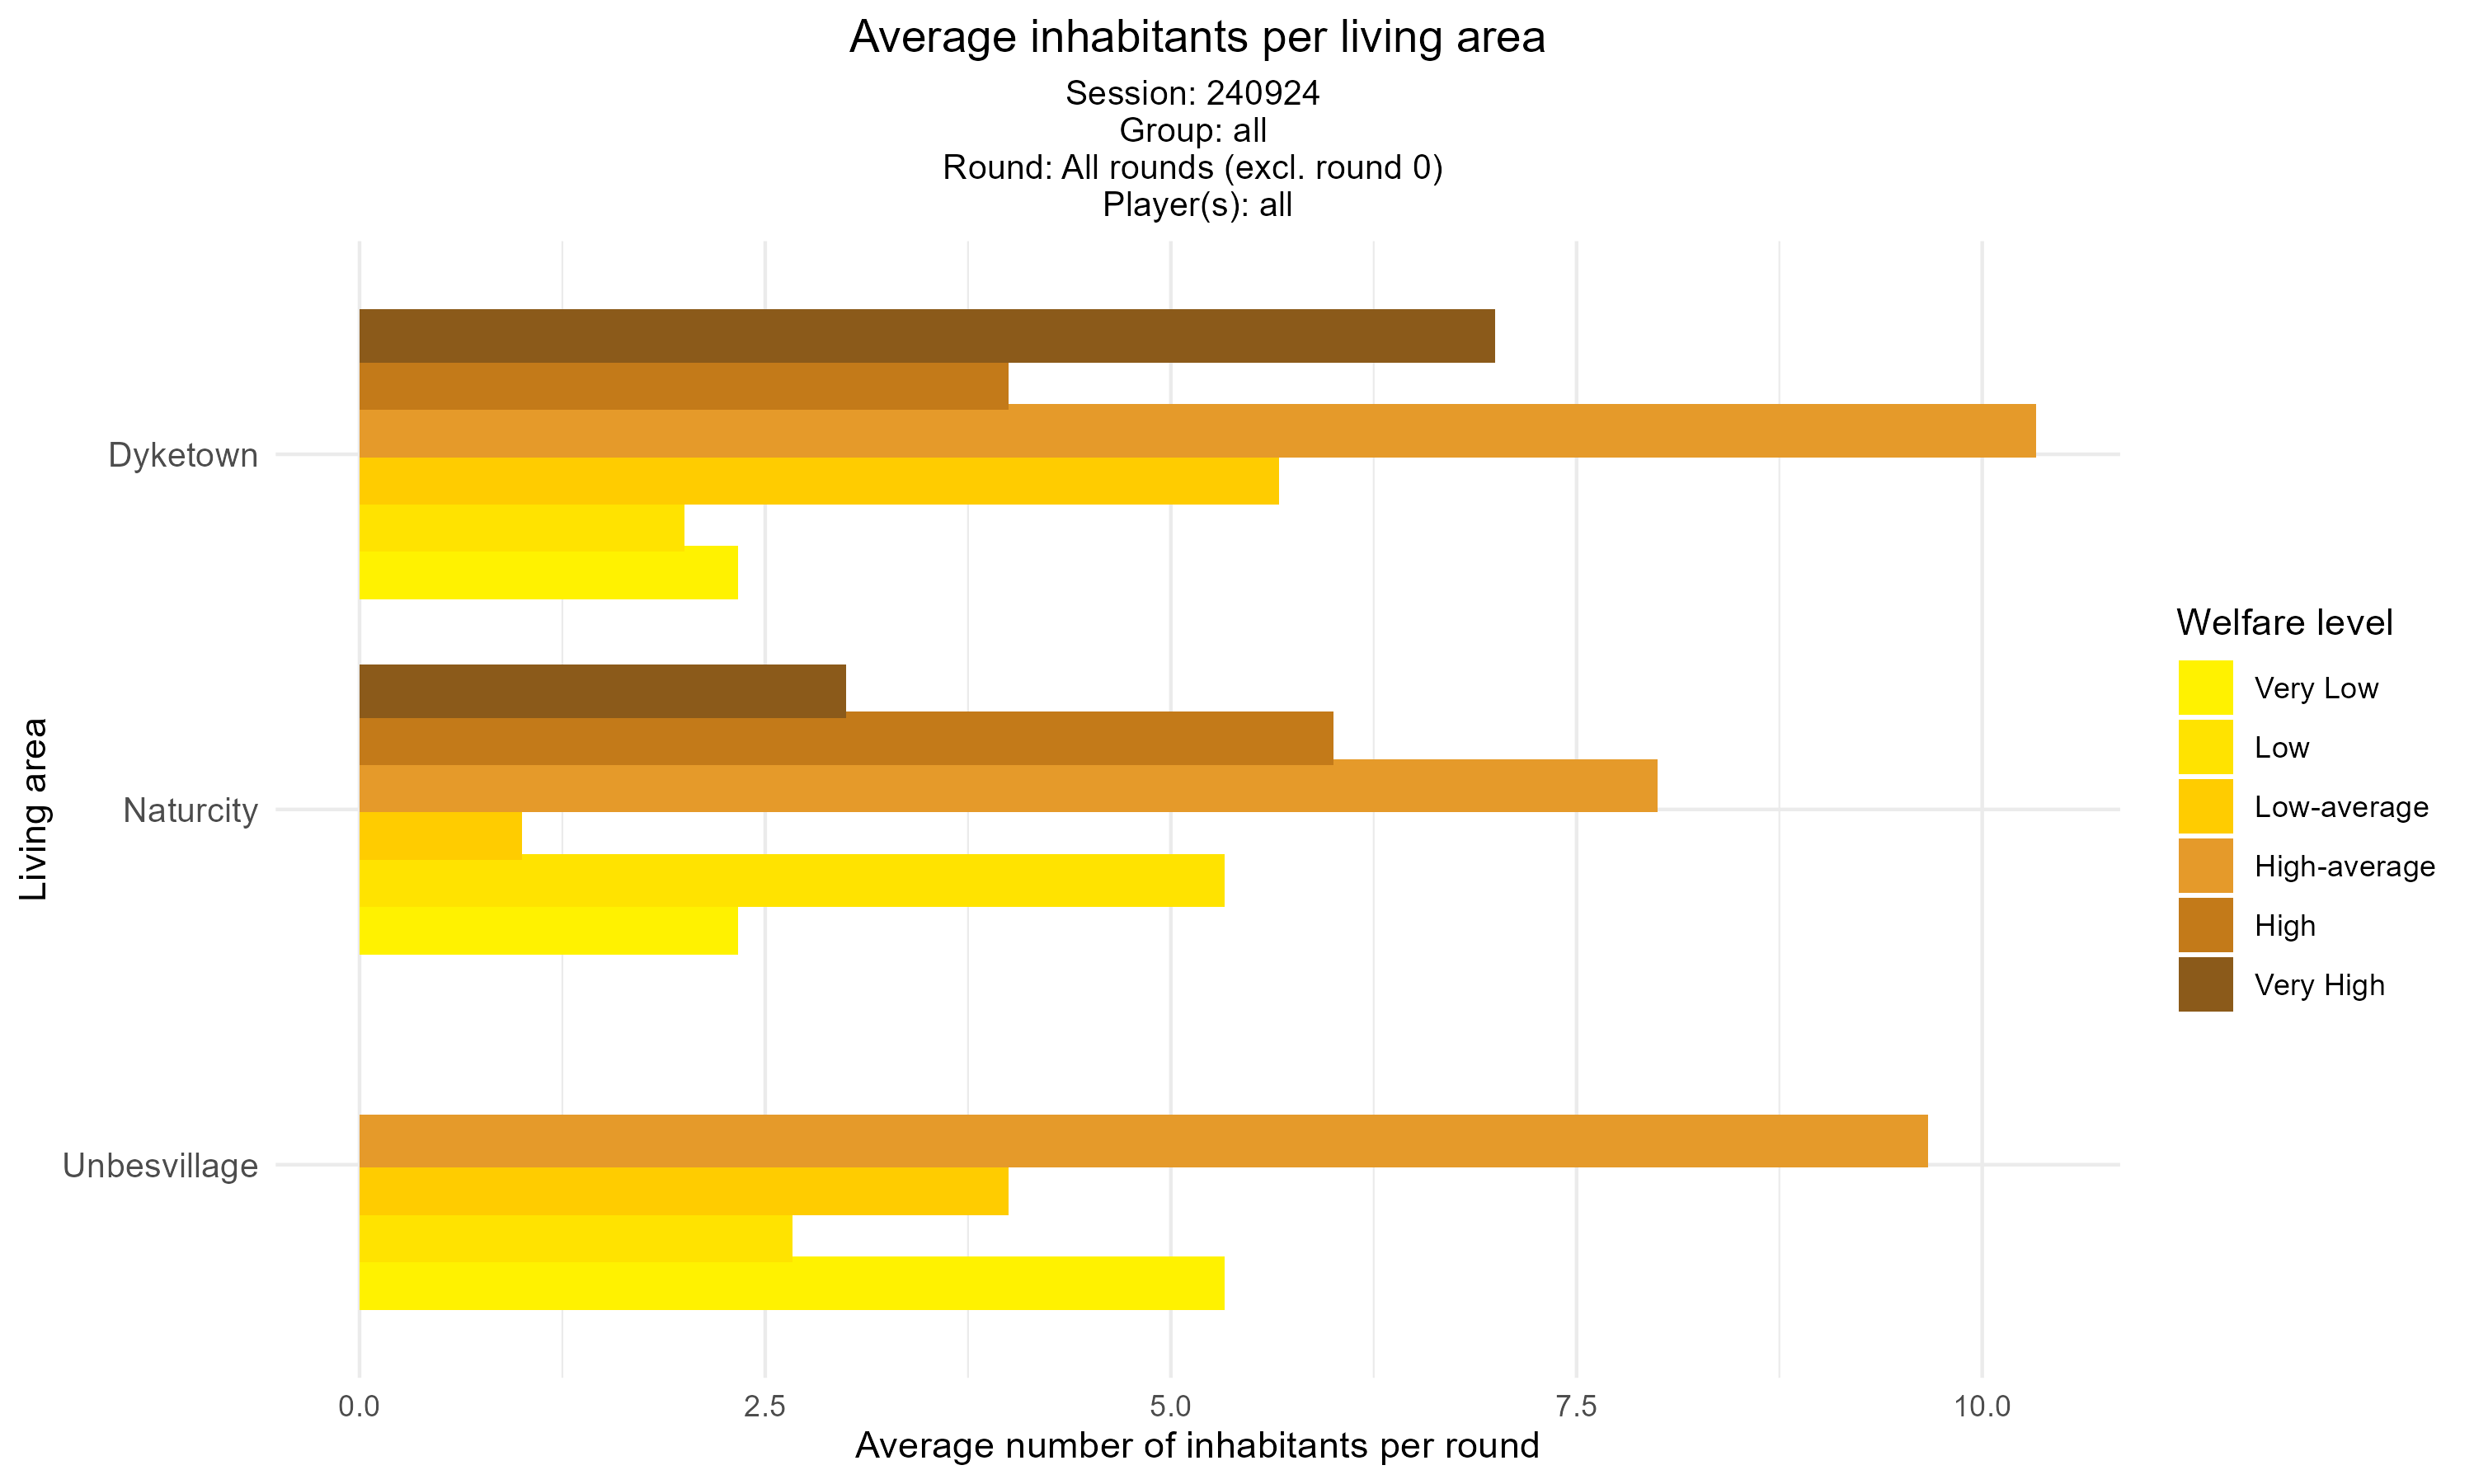 Average inhabitants per living area
Session: 240924
Group: all
Round: All rounds (excl. round 0)
Player(s): all
Living area
Dyketown
Naturcity
Unbesvillage
0.0
2.5
5.0
7.5
10.0
Average number of inhabitants per round
Welfare level
Very Low
Low
Low-average
High-average
High
Very High